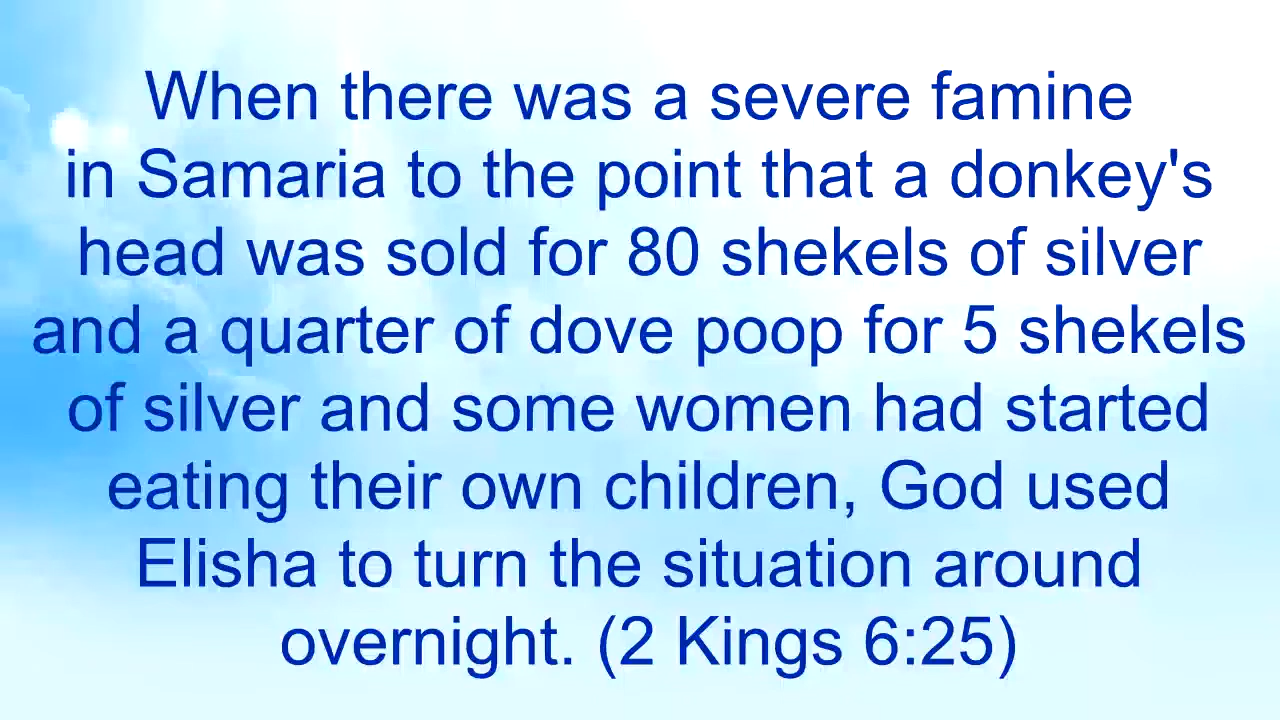 When there was a severe famine
in Samaria to the point that a donkey's
head was sold for 80 shekels of silver
and a quarter of dove poop for 5 shekels
of silver and some women had started
eating their own children, God used
Elisha to turn the situation around
overnight. (2 Kings 6:25)